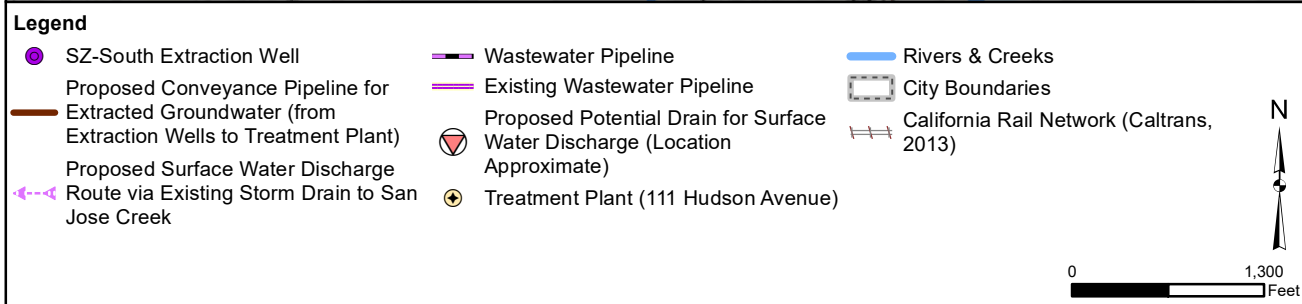 Legend
SZ-South Extraction Well
Proposed Conveyance Pipeline for
Extracted Groundwater (from
Extraction Wells to Treatment Plant)
Proposed Surface Water Discharge
Route via Existing Storm Drain to San
Jose Creek
Wastewater Pipeline
Existing Wastewater Pipeline
Proposed Potential Drain for Surface
Water Discharge (Location
Approximate)
Treatment Plant (111 Hudson Avenue)
Rivers & Creeks
City Boundaries
California Rail Network (Caltrans,
2013)
N
0 1,300
Feet